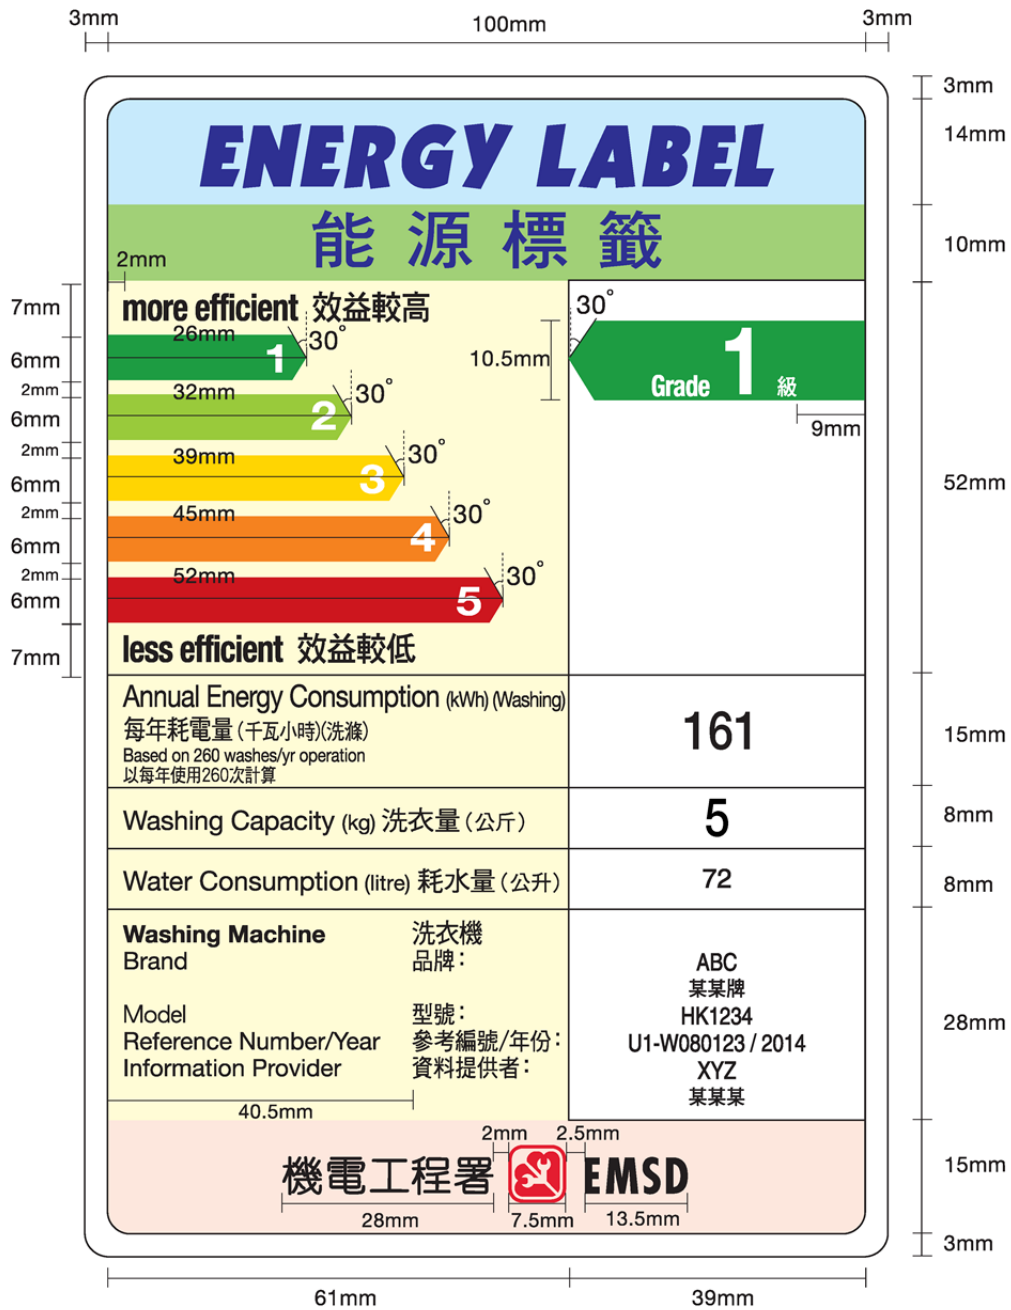 3mm 100mm 3mm
3mm
ENERGY LABEL
14mm
能源標籤
10mm
2mm
7mm
more efficient 效益較高
30°
26mm
1
30°
6mm
10.5mm
Grade 1 級
2mm
32mm
2
30°
6mm
9mm
2mm
39mm
3
30°
6mm
52mm
2mm
45mm
4
30°
6mm
2mm
52mm
5
30°
6mm
less efficient 效益較低
7mm
Annual Energy Consumption (kWh) (Washing)
每年耗電量(千瓦小時)(洗滌)
Based on 260 washes/yr operation
以每年使用260次計算
161
15mm
Washing Capacity (kg) 洗衣量(公斤)
5
8mm
Water Consumption (litre) 耗水量(公升)
72
8mm
Washing Machine 洗衣機
Brand 品牌: ABC
某某牌
Model 型號: HK1234
28mm
Reference Number/Year 參考編號/年份: U1-W080123 / 2014
Information Provider 資料提供者: XYZ
某某某
40.5mm
2mm 2.5mm
機電工程署 EMSD
15mm
28mm 7.5mm 13.5mm
3mm
61mm 39mm